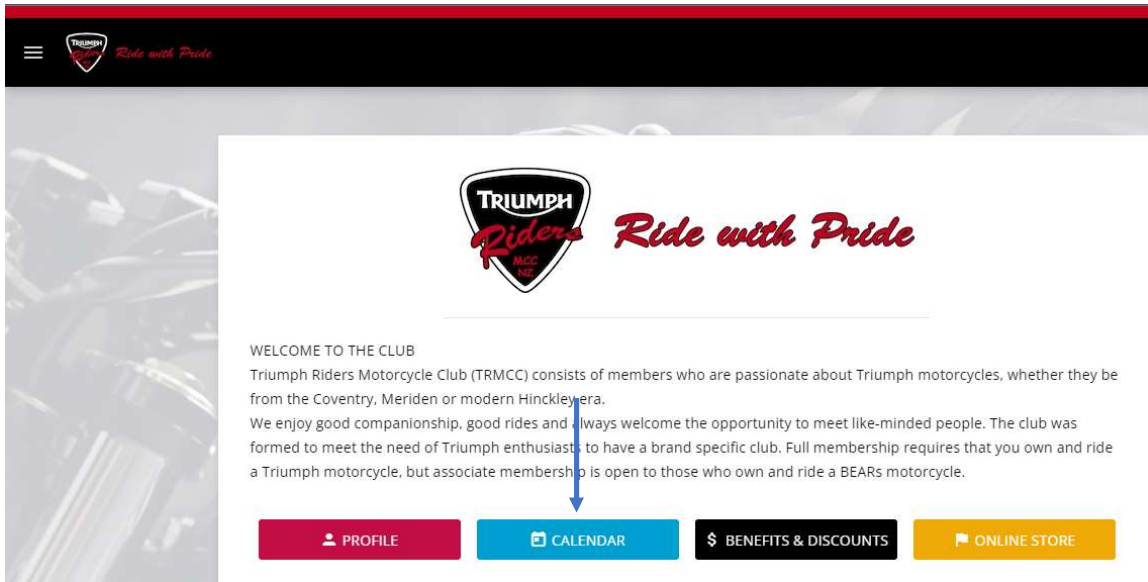 TRIUMPH
Riders
Ride with Pride
TRIUMPH
Riders
MCC
NZ
Ride with Pride
WELCOME TO THE CLUB
Triumph Riders Motorcycle Club (TRMCC) consists of members who are passionate about Triumph motorcycles, whether they be
from the Coventry, Meriden or modern Hinckley era.
We enjoy good companionship, good rides and always welcome the opportunity to meet like-minded people. The club was
formed to meet the need of Triumph enthusiasts to have a brand specific club. Full membership requires that you own and ride
a Triumph motorcycle, but associate membership is open to those who own and ride a BEARs motorcycle.
PROFILE
CALENDAR
$ BENEFITS & DISCOUNTS
ONLINE STORE